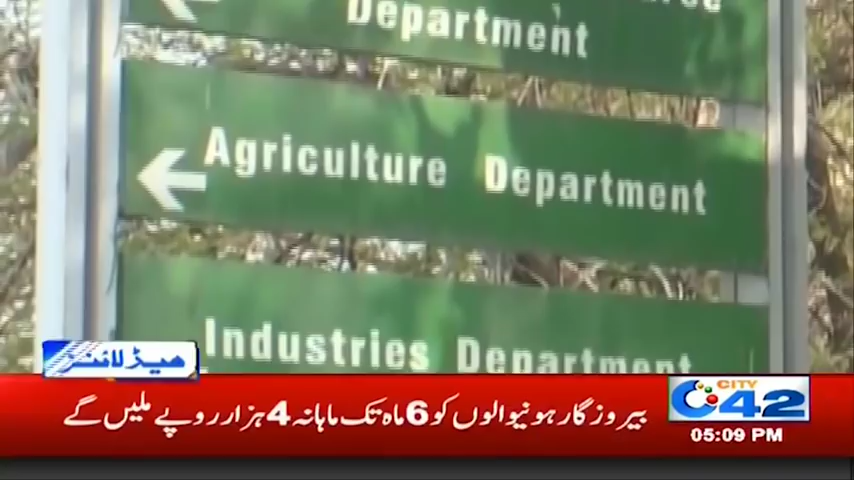 Department
Agriculture Department
Industries Department
ہیڈلائنز
بیروزگار ہونیوالوں کو 6 ماہ تک ماہانہ 4 ہزار روپے ملیں گے
CITY
42
05:09 PM